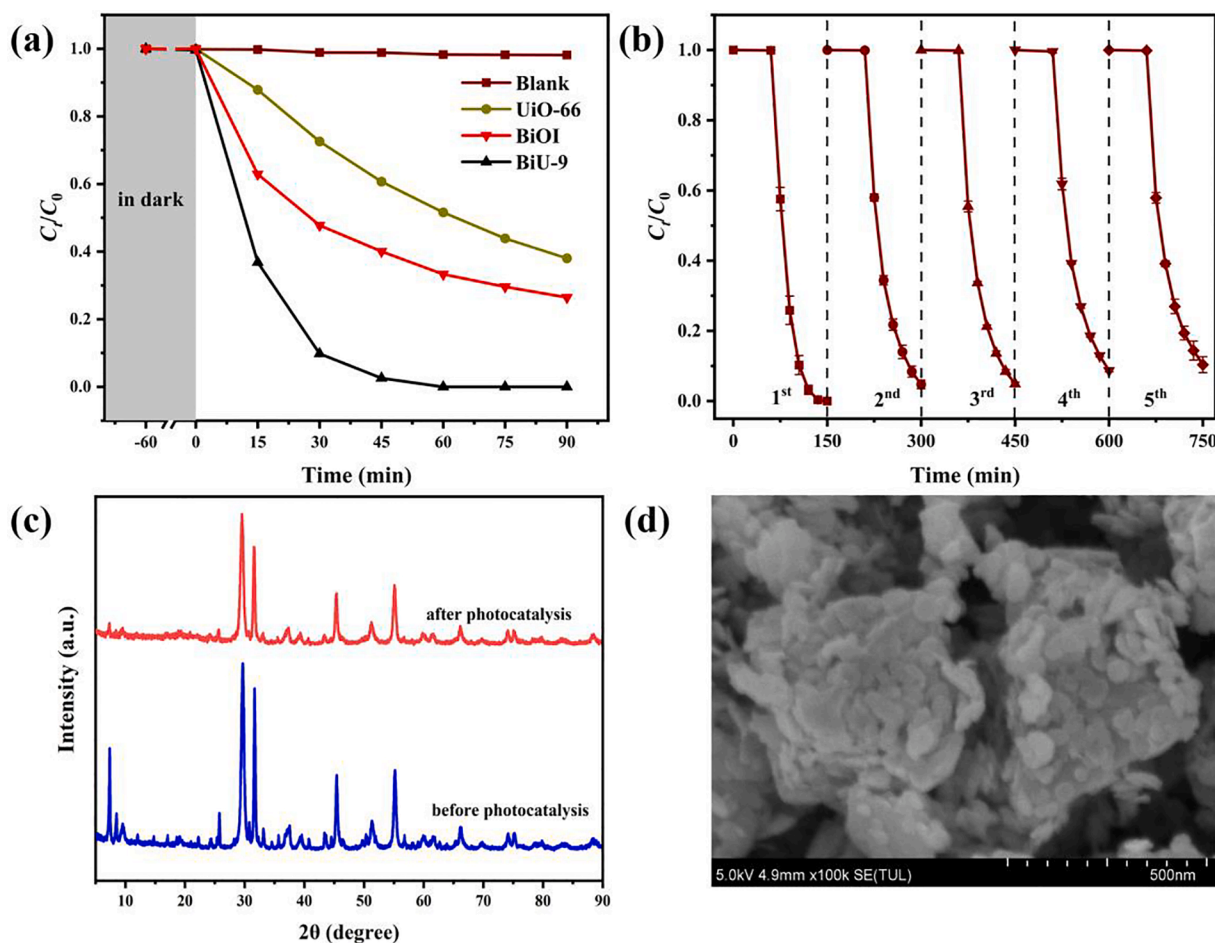 (a)
1.0
0.8
0.6
0.4
0.2
0.0
Cₜ/C₀
in dark
Blank
UiO-66
BiOI
BiU-9
-60 0 15 30 45 60 75 90
Time (min)
(b)
1.0
0.8
0.6
0.4
0.2
0.0
Cₜ/C₀
1ˢᵗ 2ⁿᵈ 3ʳᵈ 4ᵗʰ 5ᵗʰ
0 150 300 450 600 750
Time (min)
(c)
Intensity (a.u.)
after photocatalysis
before photocatalysis
10 20 30 40 50 60 70 80 90
2θ (degree)
(d)
5.0kV 4.9mm x100k SE(TUL) 500nm